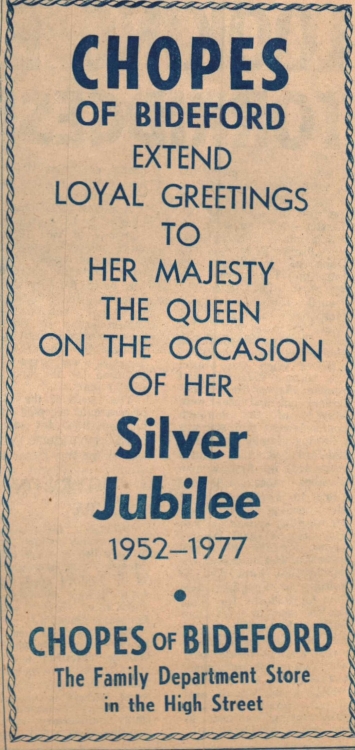 CHOPES
OF BIDEFORD
EXTEND
LOYAL GREETINGS
TO
HER MAJESTY
THE QUEEN
ON THE OCCASION
OF HER
Silver
Jubilee
1952–1977
•
CHOPES OF BIDEFORD
The Family Department Store
in the High Street